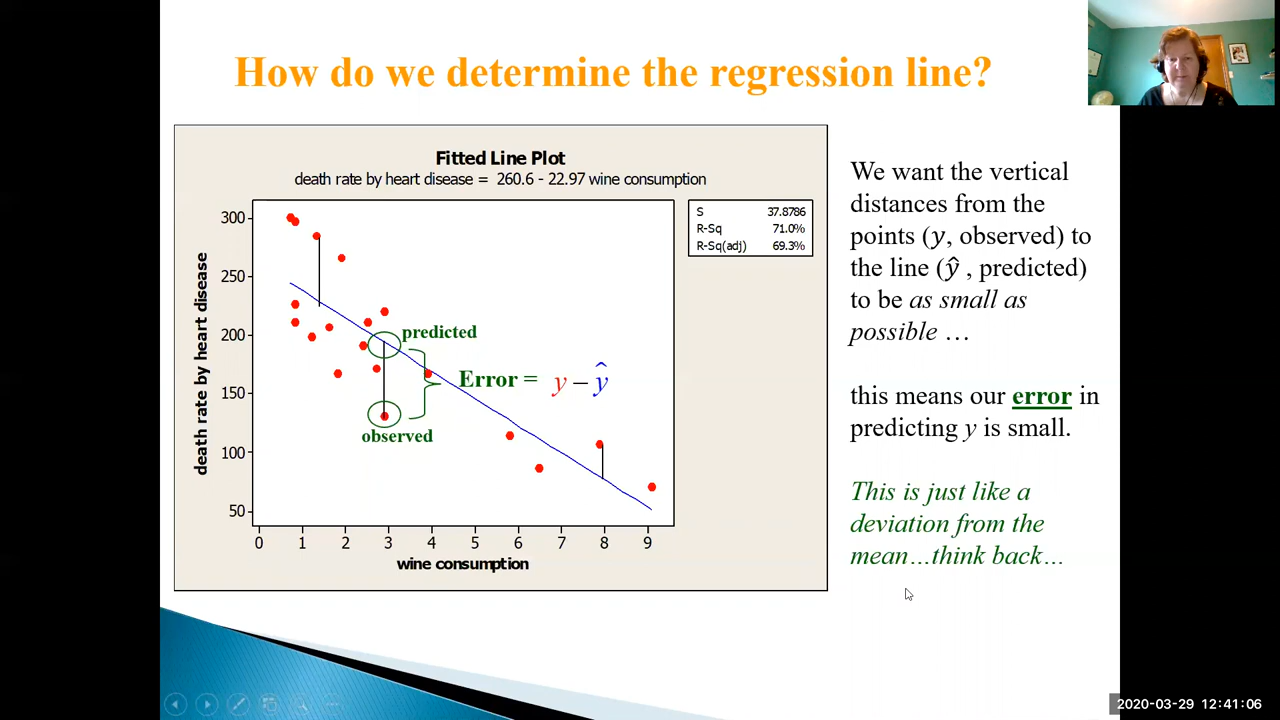 How do we determine the regression line?
Fitted Line Plot
death rate by heart disease = 260.6 - 22.97 wine consumption
S 37.8786
R-Sq 71.0%
R-Sq(adj) 69.3%
death rate by heart disease
300
250
200
150
100
50
0 1 2 3 4 5 6 7 8 9
wine consumption
predicted
Error = y – ŷ
observed
We want the vertical
distances from the
points (y, observed) to
the line (ŷ , predicted)
to be as small as
possible …
this means our error in
predicting y is small.
This is just like a
deviation from the
mean…think back…
2020-03-29 12:41:06